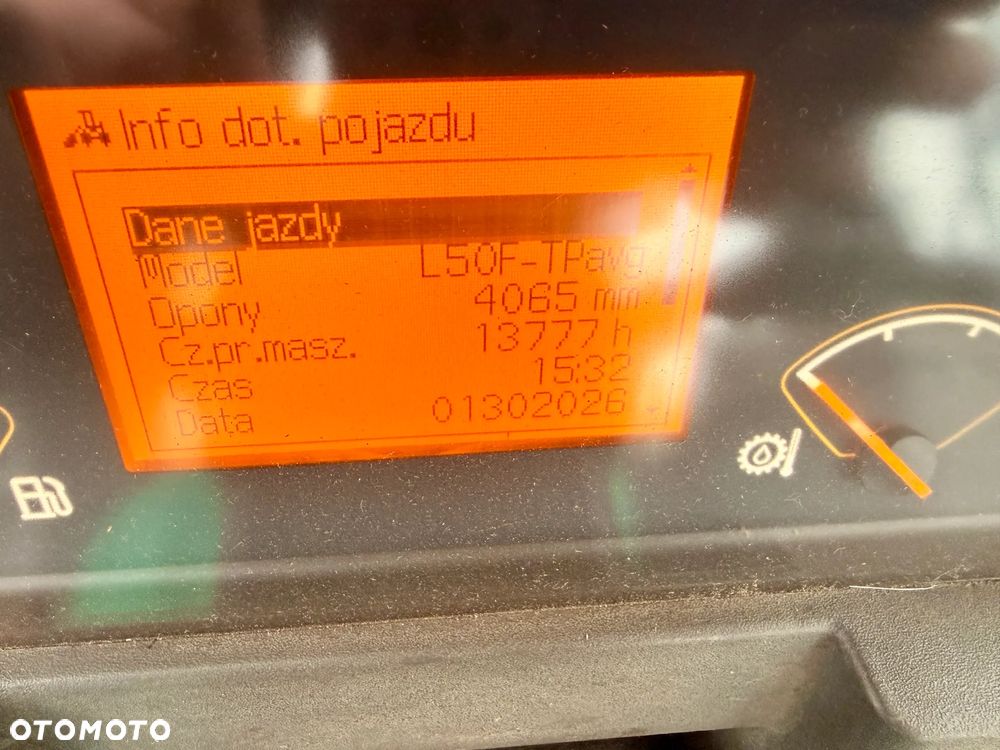 Info dot. pojazdu
Dane jazdy
Model L50F-TPavg
Opony 4065 mm
Cz.pr.masz. 13777 h
Czas 15:32
Data 01302026
OTOMOTO